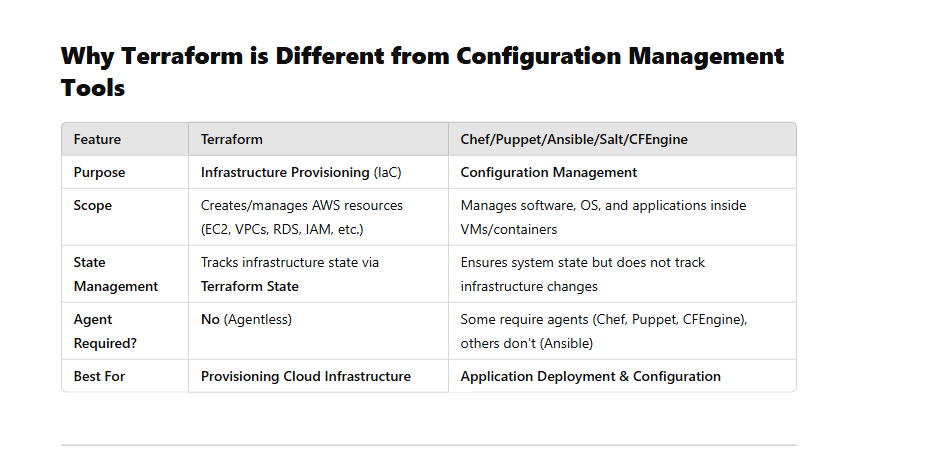 Why Terraform is Different from Configuration Management
Tools
Feature Terraform Chef/Puppet/Ansible/Salt/CFEngine
Purpose Infrastructure Provisioning (IaC) Configuration Management
Scope Creates/manages AWS resources Manages software, OS, and applications inside
(EC2, VPCs, RDS, IAM, etc.) VMs/containers
State Tracks infrastructure state via Ensures system state but does not track
Management Terraform State infrastructure changes
Agent No (Agentless) Some require agents (Chef, Puppet, CFEngine),
Required? others don’t (Ansible)
Best For Provisioning Cloud Infrastructure Application Deployment & Configuration